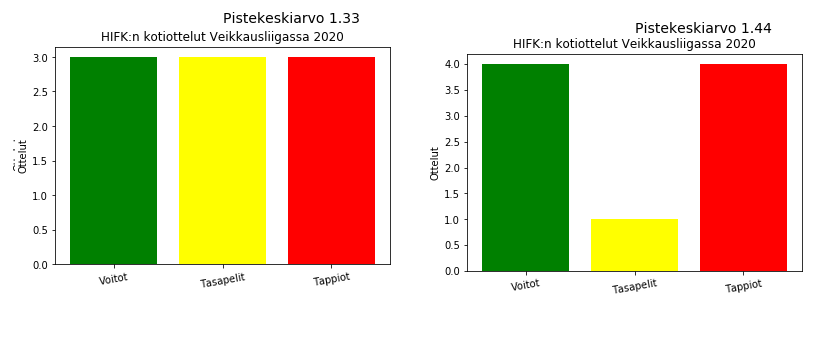 Pistekeskiarvo 1.33
HIFK:n kotiottelut Veikkausliigassa 2020
3.0
2.5
2.0
1.5
1.0
0.5
0.0
Ottelut
Voitot
Tasapelit
Tappiot
Pistekeskiarvo 1.44
HIFK:n kotiottelut Veikkausliigassa 2020
4.0
3.5
3.0
2.5
2.0
1.5
1.0
0.5
0.0
Ottelut
Voitot
Tasapelit
Tappiot